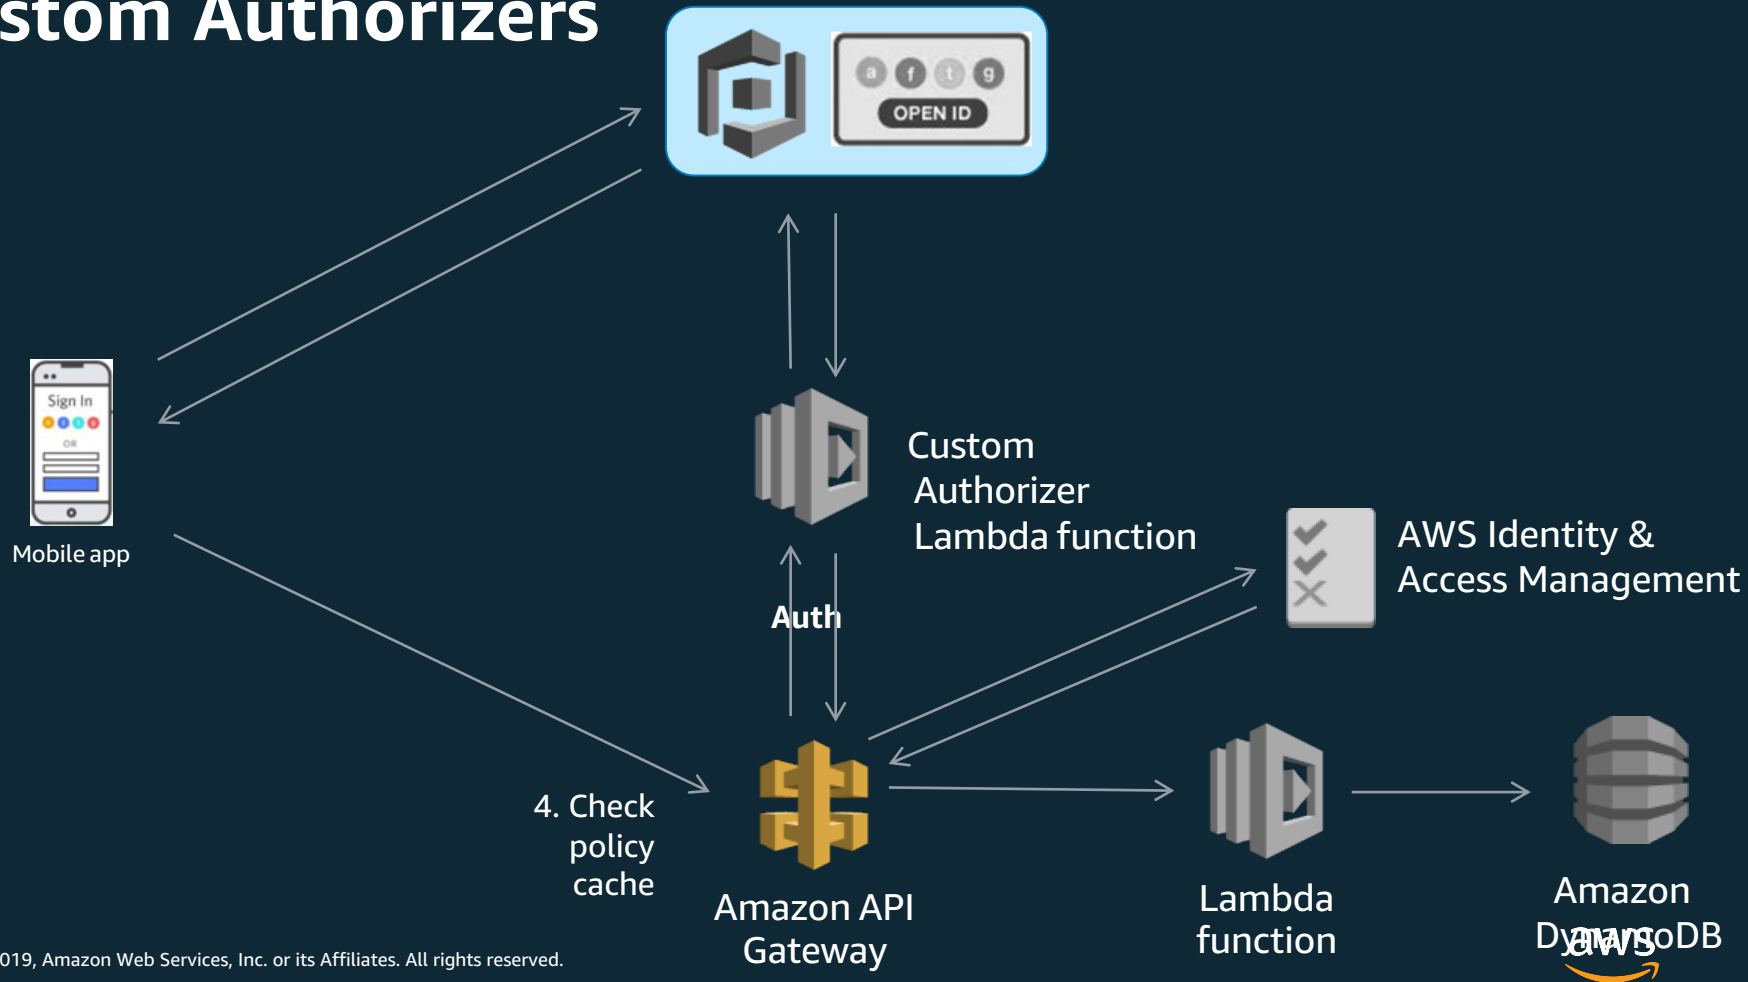 stom Authorizers
a f t g
OPEN ID
Sign In
OR
Mobile app
Custom
Authorizer
Lambda function
AWS Identity &
Access Management
Auth
4. Check
policy
cache
Amazon API
Gateway
Lambda
function
Amazon
DynamoDB
aws
019, Amazon Web Services, Inc. or its Affiliates. All rights reserved.